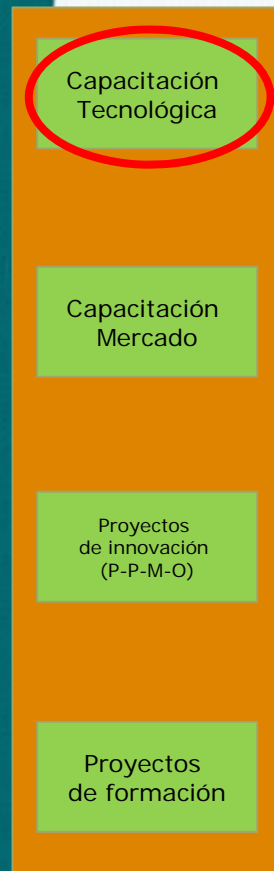 Capacitación
Tecnológica
Capacitación
Mercado
Proyectos
de innovación
(P-P-M-O)
Proyectos
de formación